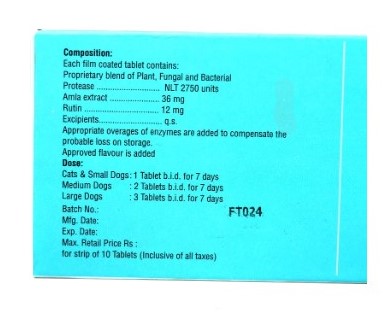 Composition:
Each film coated tablet contains:
Proprietary blend of Plant, Fungal and Bacterial
Protease ............................ NLT 2750 units
Amla extract ...................... 36 mg
Rutin ................................. 12 mg
Excipients............................ q.s.
Appropriate overages of enzymes are added to compensate the
probable loss on storage.
Approved flavour is added
Dose:
Cats & Small Dogs: 1 Tablet b.i.d. for 7 days
Medium Dogs : 2 Tablets b.i.d. for 7 days
Large Dogs : 3 Tablets b.i.d. for 7 days
Batch No.: FT024
Mfg. Date:
Exp. Date:
Max. Retail Price Rs :
for strip of 10 Tablets (Inclusive of all taxes)